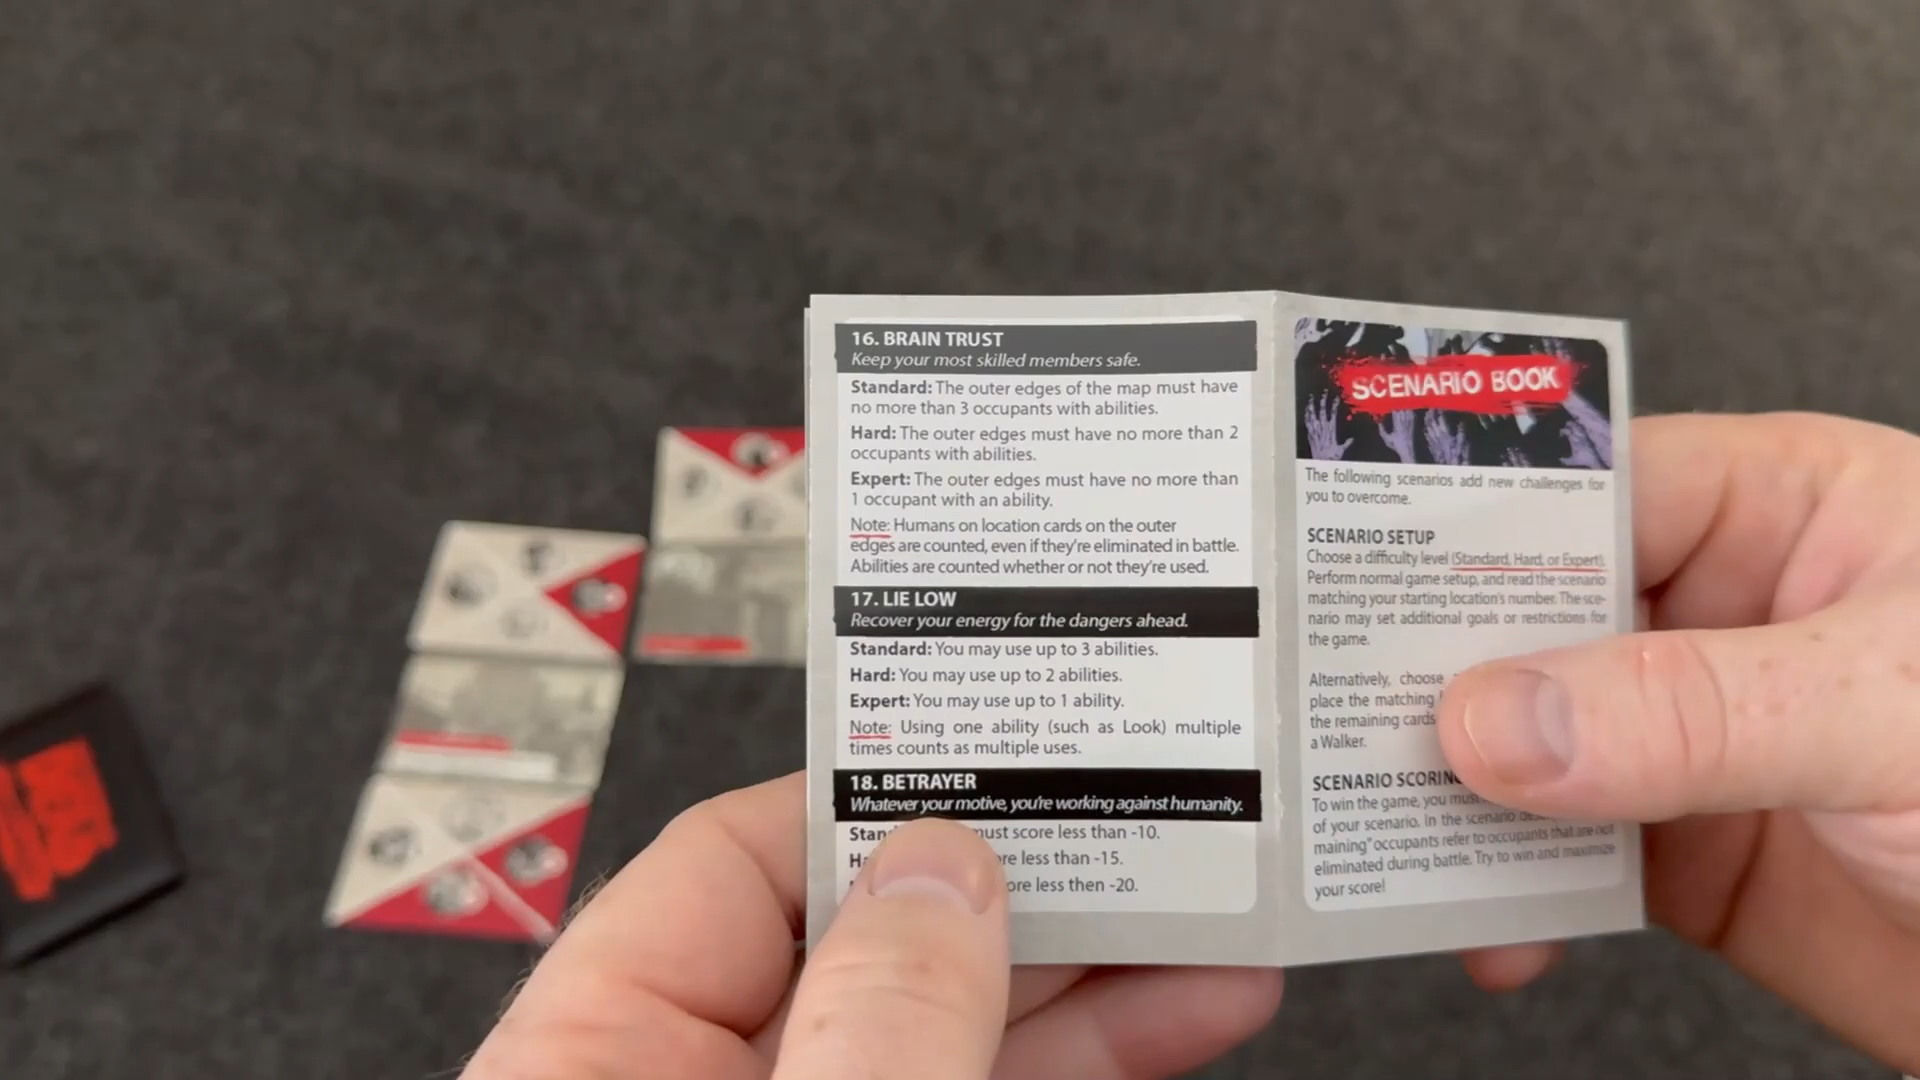 16. BRAIN TRUST
Keep your most skilled members safe.
Standard: The outer edges of the map must have
no more than 3 occupants with abilities.
Hard: The outer edges must have no more than 2
occupants with abilities.
Expert: The outer edges must have no more than
1 occupant with an ability.
Note: Humans on location cards on the outer
edges are counted, even if they're eliminated in battle.
Abilities are counted whether or not they're used.
17. LIE LOW
Recover your energy for the dangers ahead.
Standard: You may use up to 3 abilities.
Hard: You may use up to 2 abilities.
Expert: You may use up to 1 ability.
Note: Using one ability (such as Look) multiple
times counts as multiple uses.
18. BETRAYER
Whatever your motive, you're working against humanity.
must score less than -10.
less than -15.
less then -20.
SCENARIO BOOK
The following scenarios add new challenges for
you to overcome.
SCENARIO SETUP
Choose a difficulty level (Standard, Hard, or Expert).
Perform normal game setup, and read the scenario
matching your starting location's number. The sce-
nario may set additional goals or restrictions for
the game.
Alternatively, choose
place the matching
the remaining cards
a Walker.
SCENARIO SCORING
To win the game, you must
of your scenario. In the scenario
maining" occupants refer to occupants that are not
eliminated during battle. Try to win and maximize
your score!